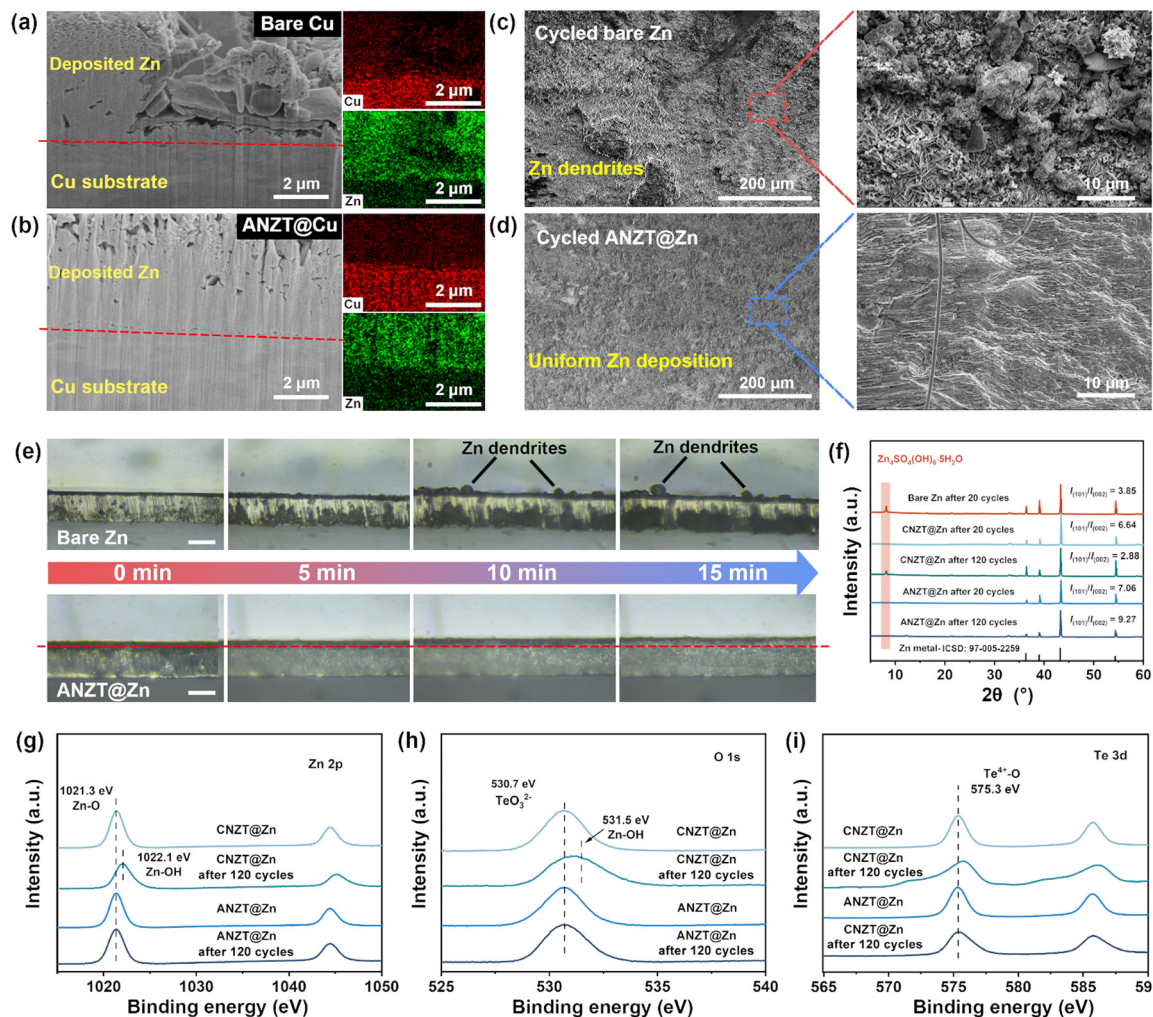 (a)
Bare Cu
Deposited Zn
Cu substrate
2 μm
Cu
2 μm
Zn
2 μm
(b)
ANZT@Cu
Deposited Zn
Cu substrate
2 μm
Cu
2 μm
Zn
2 μm
(c)
Cycled bare Zn
Zn dendrites
200 μm
10 μm
(d)
Cycled ANZT@Zn
Uniform Zn deposition
200 μm
10 μm
(e)
Zn dendrites
Zn dendrites
Bare Zn
0 min
5 min
10 min
15 min
ANZT@Zn
(f)
Zn₄SO₄(OH)₆·5H₂O
Bare Zn after 20 cycles
I₍₁₀₁₎/I₍₀₀₂₎ = 3.85
CNZT@Zn after 20 cycles
I₍₁₀₁₎/I₍₀₀₂₎ = 6.64
CNZT@Zn after 120 cycles
I₍₁₀₁₎/I₍₀₀₂₎ = 2.88
ANZT@Zn after 20 cycles
I₍₁₀₁₎/I₍₀₀₂₎ = 7.06
ANZT@Zn after 120 cycles
I₍₁₀₁₎/I₍₀₀₂₎ = 9.27
Zn metal- ICSD: 97-005-2259
Intensity (a.u.)
10 20 30 40 50 60
2θ (°)
(g)
Zn 2p
1021.3 eV
Zn-O
CNZT@Zn
1022.1 eV
Zn-OH
CNZT@Zn
after 120 cycles
ANZT@Zn
ANZT@Zn
after 120 cycles
Intensity (a.u.)
1020 1030 1040 1050
Binding energy (eV)
(h)
O 1s
530.7 eV
TeO₃²⁻
531.5 eV
Zn-OH
CNZT@Zn
CNZT@Zn
after 120 cycles
ANZT@Zn
ANZT@Zn
after 120 cycles
Intensity (a.u.)
525 530 535 540
Binding energy (eV)
(i)
Te 3d
Te⁴⁺-O
575.3 eV
CNZT@Zn
CNZT@Zn
after 120 cycles
ANZT@Zn
CNZT@Zn
after 120 cycles
Intensity (a.u.)
565 570 575 580 585 59
Binding energy (eV)